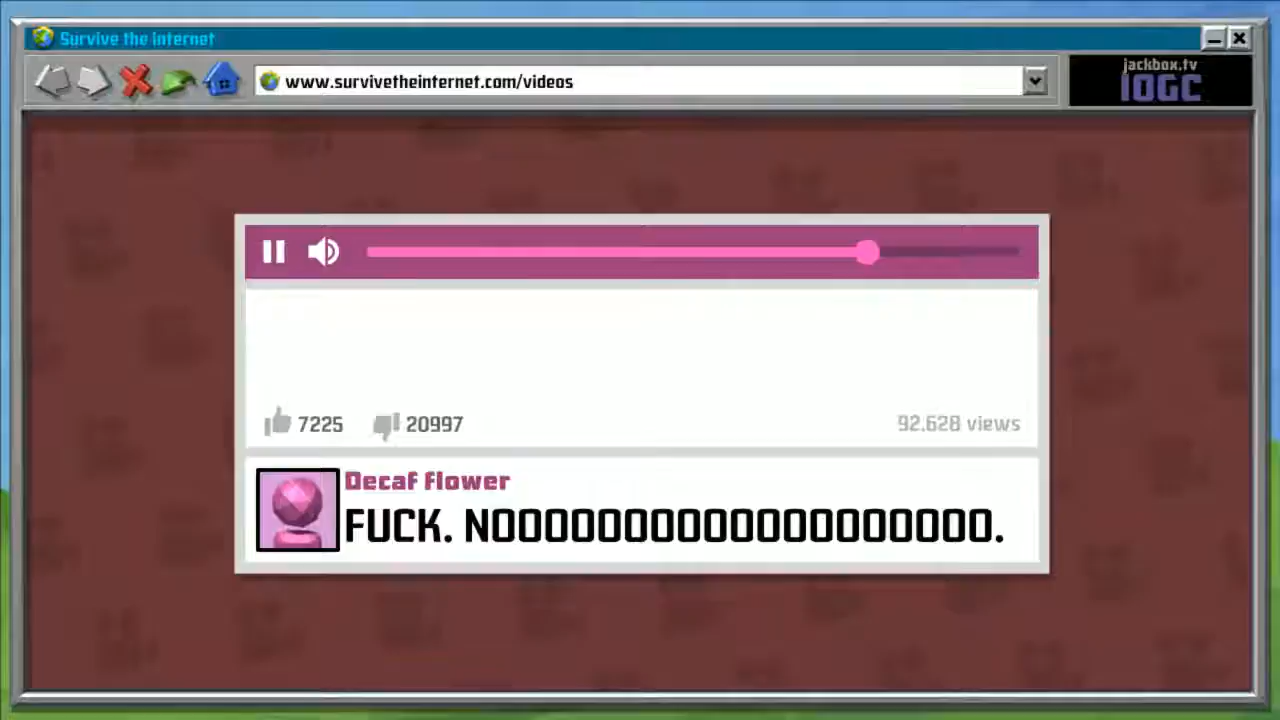 Survive the Internet
www.survivetheinternet.com/videos
jackbox.tv
IOGC
7225
20997
92,628 views
Decaf flower
FUCK. NOOOOOOOOOOOOOOOOOOO.